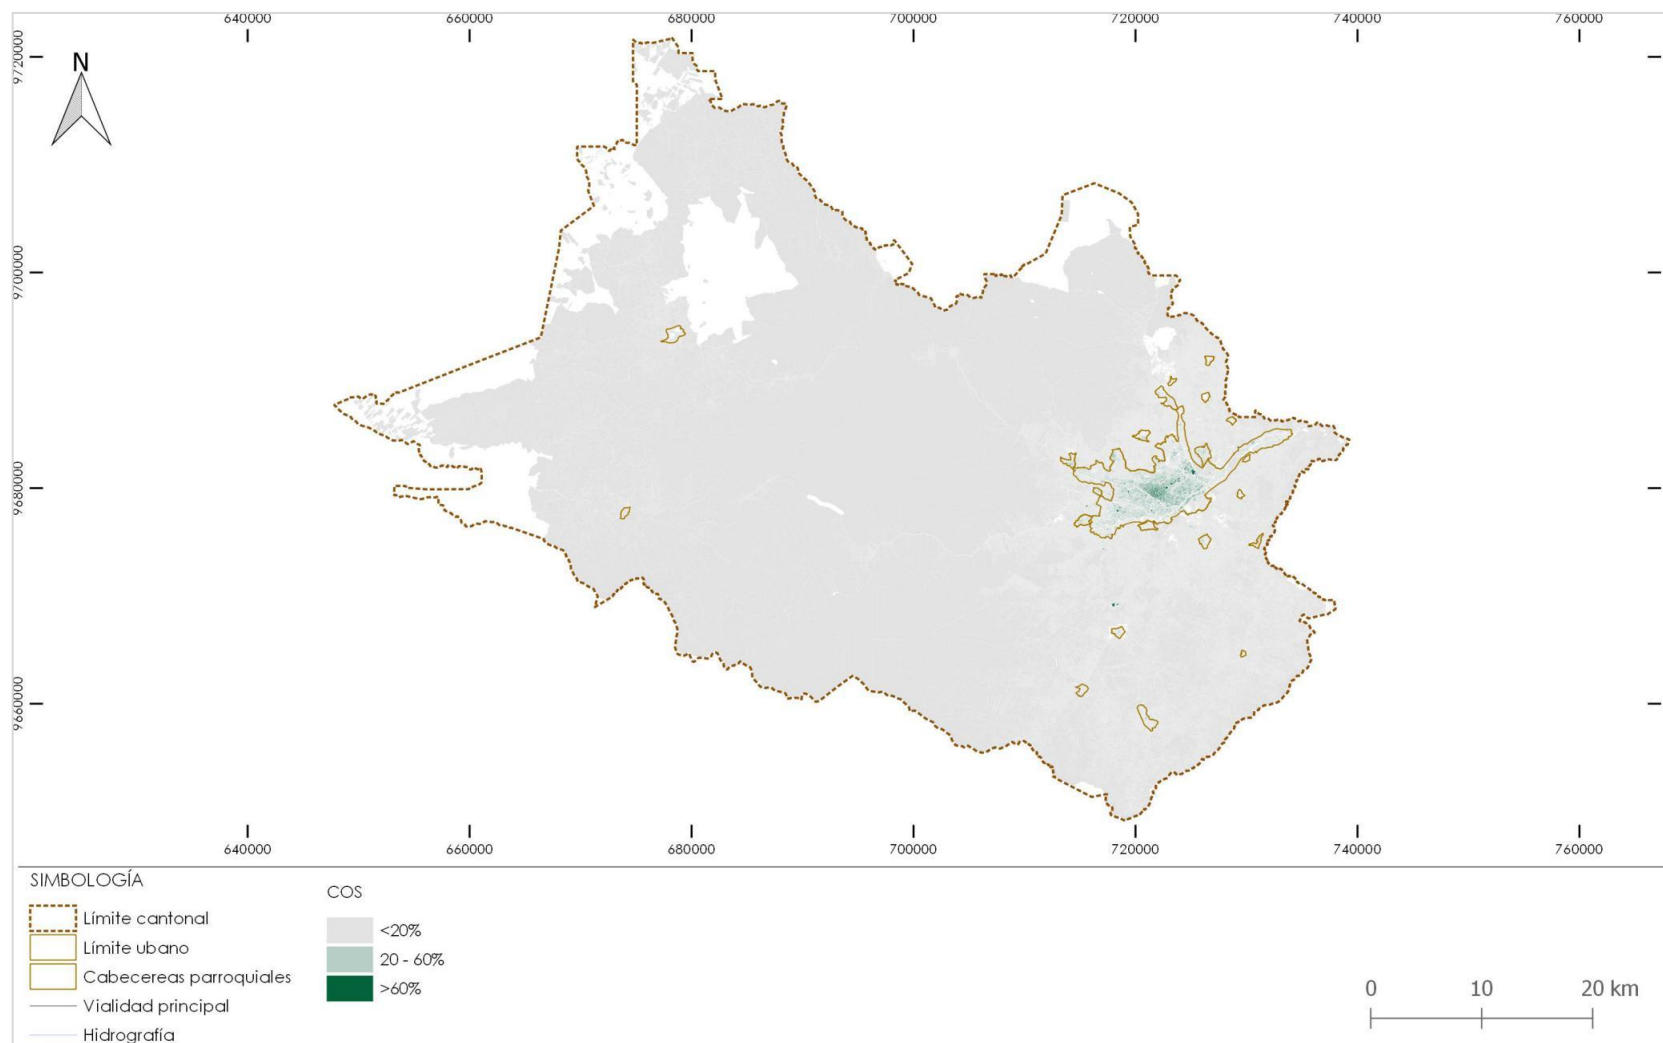 640000 660000 680000 700000 720000 740000 760000
N
9720000
9700000
9680000
9660000
640000 660000 680000 700000 720000 740000 760000
SIMBOLOGÍA
Límite cantonal
Límite ubano
Cabecereas parroquiales
Vialidad principal
Hidrografía
COS
<20%
20 - 60%
>60%
0 10 20 km